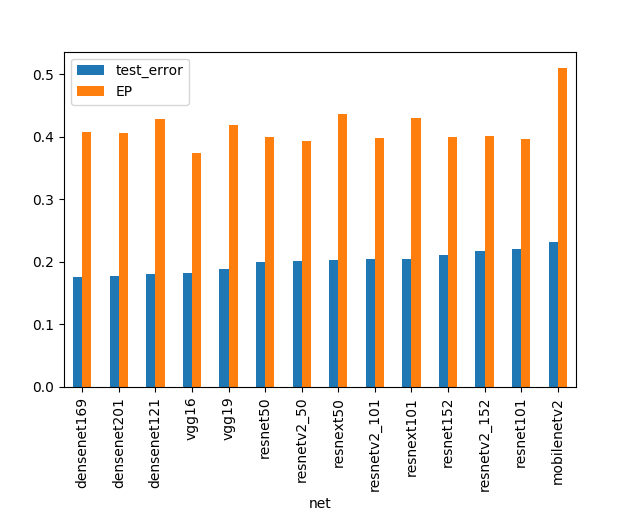 test_error
EP
0.5
0.4
0.3
0.2
0.1
0.0
densenet169
densenet201
densenet121
vgg16
vgg19
resnet50
resnetv2_50
resnext50
resnetv2_101
resnext101
resnet152
resnetv2_152
resnet101
mobilenetv2
net